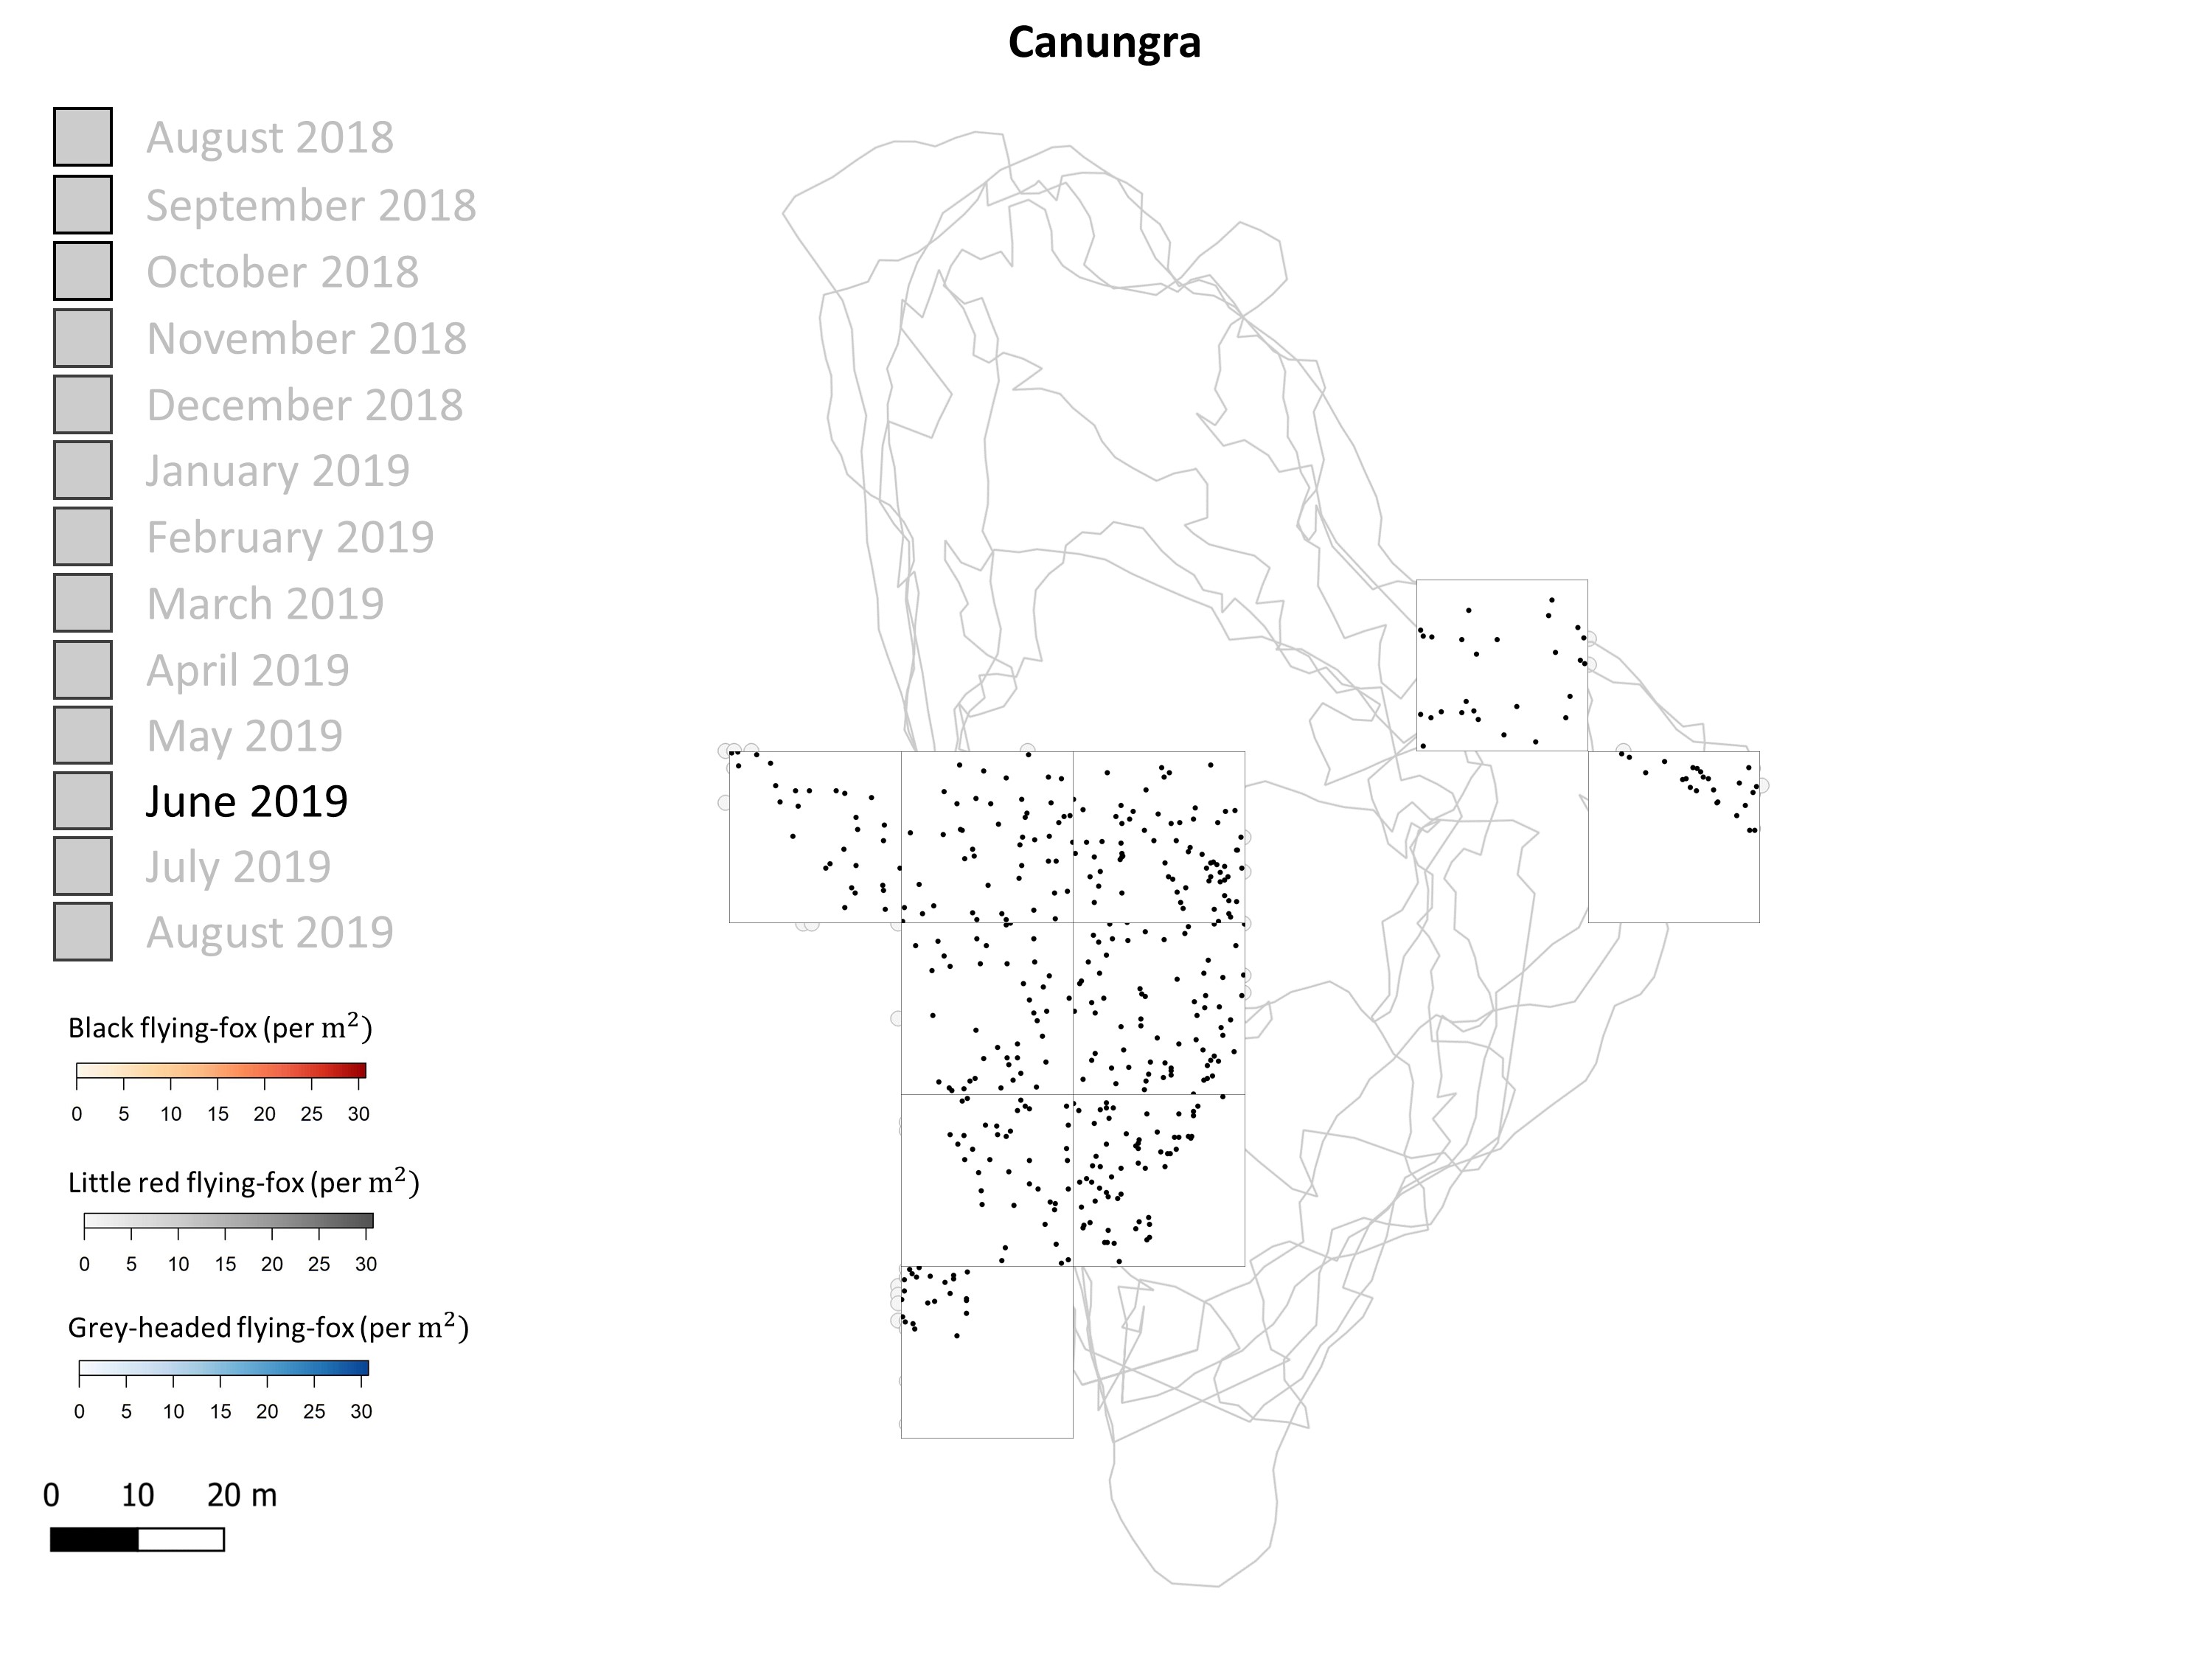 Canungra
August 2018
September 2018
October 2018
November 2018
December 2018
January 2019
February 2019
March 2019
April 2019
May 2019
June 2019
July 2019
August 2019
Black flying-fox (per m²)
0 5 10 15 20 25 30
Little red flying-fox (per m²)
0 5 10 15 20 25 30
Grey-headed flying-fox (per m²)
0 5 10 15 20 25 30
0 10 20 m